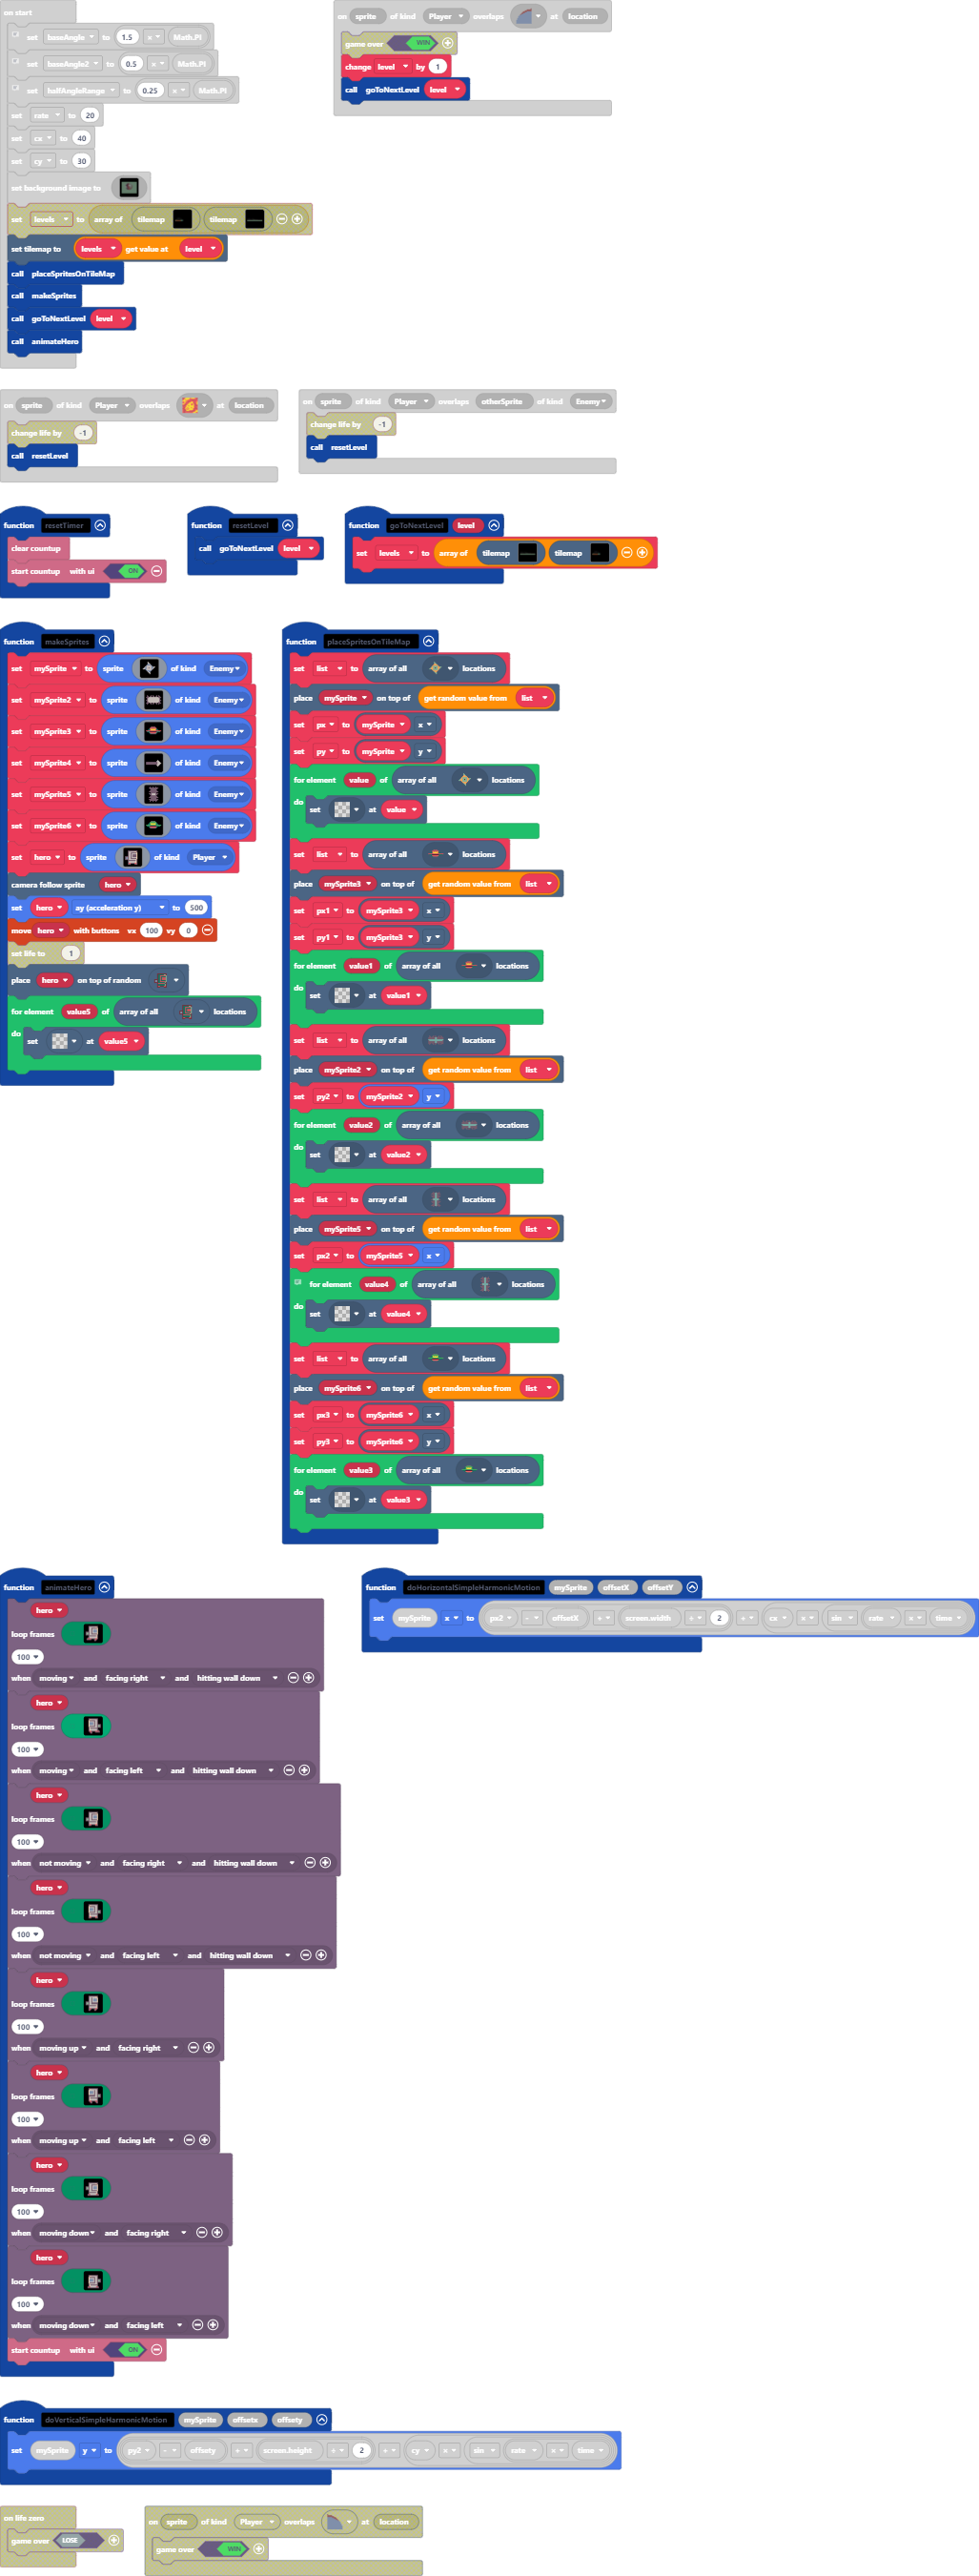 on start
set baseAngle to 1.5 × Math.PI
set baseAngle2 to 0.5 × Math.PI
set halfAngleRange to 0.25 × Math.PI
set rate to 20
set cx to 40
set cy to 30
set background image to
set levels to array of tilemap tilemap
set tilemap to levels get value at level
call placeSpritesOnTileMap
call makeSprites
call goToNextLevel level
call animateHero
on sprite of kind Player overlaps at location
game over WIN
change level by 1
call goToNextLevel level
on sprite of kind Player overlaps at location
change life by -1
call resetLevel
on sprite of kind Player overlaps otherSprite of kind Enemy
change life by -1
call resetLevel
function resetTimer
clear countup
start countup with ui ON
function resetLevel
call goToNextLevel level
function goToNextLevel level
set levels to array of tilemap tilemap
function makeSprites
set mySprite to sprite of kind Enemy
set mySprite2 to sprite of kind Enemy
set mySprite3 to sprite of kind Enemy
set mySprite4 to sprite of kind Enemy
set mySprite5 to sprite of kind Enemy
set mySprite6 to sprite of kind Enemy
set hero to sprite of kind Player
camera follow sprite hero
set hero ay (acceleration y) to 500
move hero with buttons vx 100 vy 0
set life to 1
place hero on top of random
for element value5 of array of all locations
do set at value5
function placeSpritesOnTileMap
set list to array of all locations
place mySprite on top of get random value from list
set px to mySprite x
set py to mySprite y
for element value of array of all locations
do set at value
set list to array of all locations
place mySprite3 on top of get random value from list
set px1 to mySprite3 x
set py1 to mySprite3 y
for element value1 of array of all locations
do set at value1
set list to array of all locations
place mySprite2 on top of get random value from list
set py2 to mySprite2 y
for element value2 of array of all locations
do set at value2
set list to array of all locations
place mySprite5 on top of get random value from list
set px2 to mySprite5 x
for element value4 of array of all locations
do set at value4
set list to array of all locations
place mySprite6 on top of get random value from list
set px3 to mySprite6 x
set py3 to mySprite6 y
for element value3 of array of all locations
do set at value3
function animateHero
hero
loop frames
100
when moving and facing right and hitting wall down
hero
loop frames
100
when moving and facing left and hitting wall down
hero
loop frames
100
when not moving and facing right and hitting wall down
hero
loop frames
100
when not moving and facing left and hitting wall down
hero
loop frames
100
when moving up and facing right
hero
loop frames
100
when moving up and facing left
hero
loop frames
100
when moving down and facing right
hero
loop frames
100
when moving down and facing left
start countup with ui ON
function doHorizontalSimpleHarmonicMotion mySprite offsetX offsetY
set mySprite x to px2 - offsetX + screen.width ÷ 2 + cx × sin rate × time
function doVerticalSimpleHarmonicMotion mySprite offsetx offsety
set mySprite y to py2 - offsety + screen.height ÷ 2 + cy × sin rate × time
on life zero
game over LOSE
on sprite of kind Player overlaps at location
game over WIN